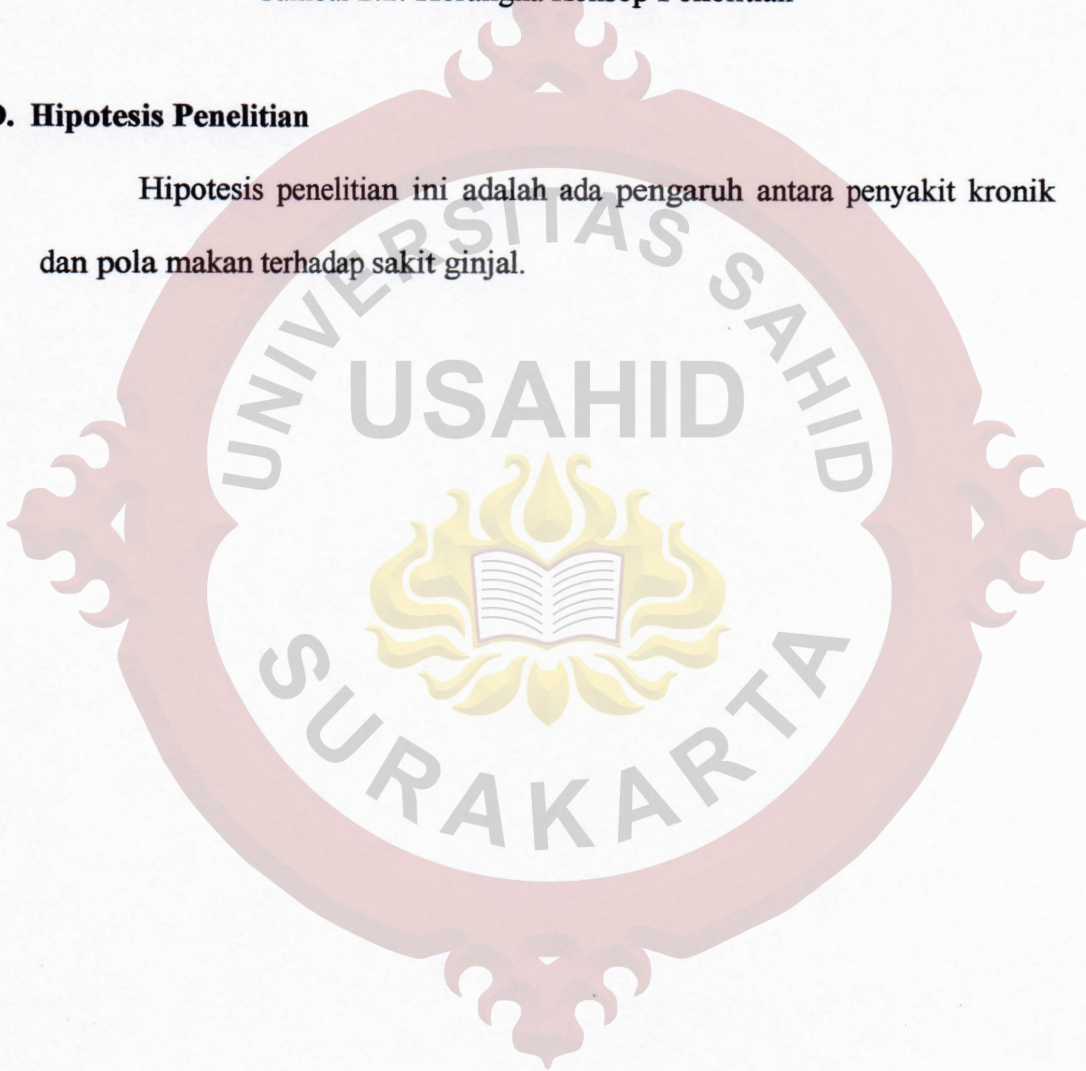 D. Hipotesis Penelitian
Hipotesis penelitian ini adalah ada pengaruh antara penyakit kronik
dan pola makan terhadap sakit ginjal.
UNIVERSITAS SAHID
USAHID
SURAKARTA